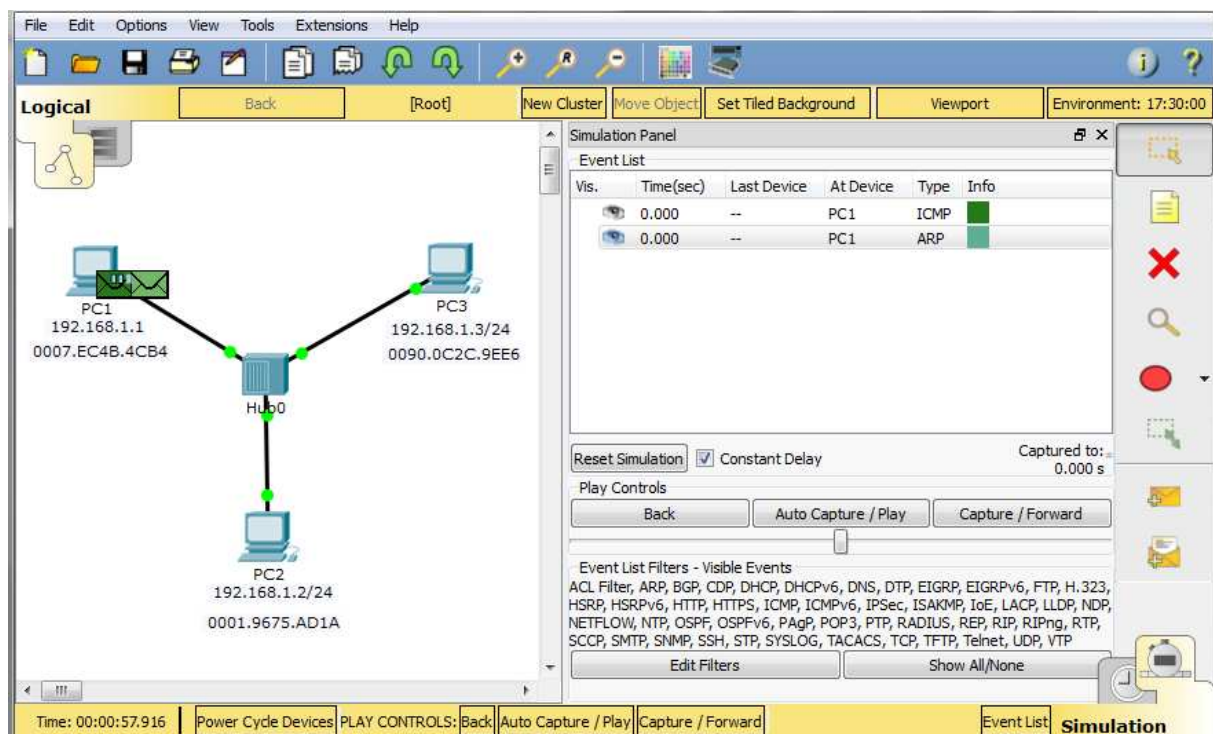 File Edit Options View Tools Extensions Help
Logical Back [Root] New Cluster Move Object Set Tiled Background Viewport Environment: 17:30:00
PC1
192.168.1.1
0007.EC4B.4CB4
PC3
192.168.1.3/24
0090.0C2C.9EE6
Hub0
PC2
192.168.1.2/24
0001.9675.AD1A
Simulation Panel
Event List
Vis. Time(sec) Last Device At Device Type Info
0.000 -- PC1 ICMP
0.000 -- PC1 ARP
Reset Simulation Constant Delay Captured to:
0.000 s
Play Controls
Back Auto Capture / Play Capture / Forward
Event List Filters - Visible Events
ACL Filter, ARP, BGP, CDP, DHCP, DHCPv6, DNS, DTP, EIGRP, EIGRPv6, FTP, H.323,
HSRP, HSRPv6, HTTP, HTTPS, ICMP, ICMPv6, IPSec, ISAKMP, IoE, LACP, LLDP, NDP,
NETFLOW, NTP, OSPF, OSPFv6, PAgP, POP3, PTP, RADIUS, REP, RIP, RIPng, RTP,
SCCP, SMTP, SNMP, SSH, STP, SYSLOG, TACACS, TCP, TFTP, Telnet, UDP, VTP
Edit Filters Show All/None
Time: 00:00:57.916 Power Cycle Devices PLAY CONTROLS: Back Auto Capture / Play Capture / Forward Event List Simulation